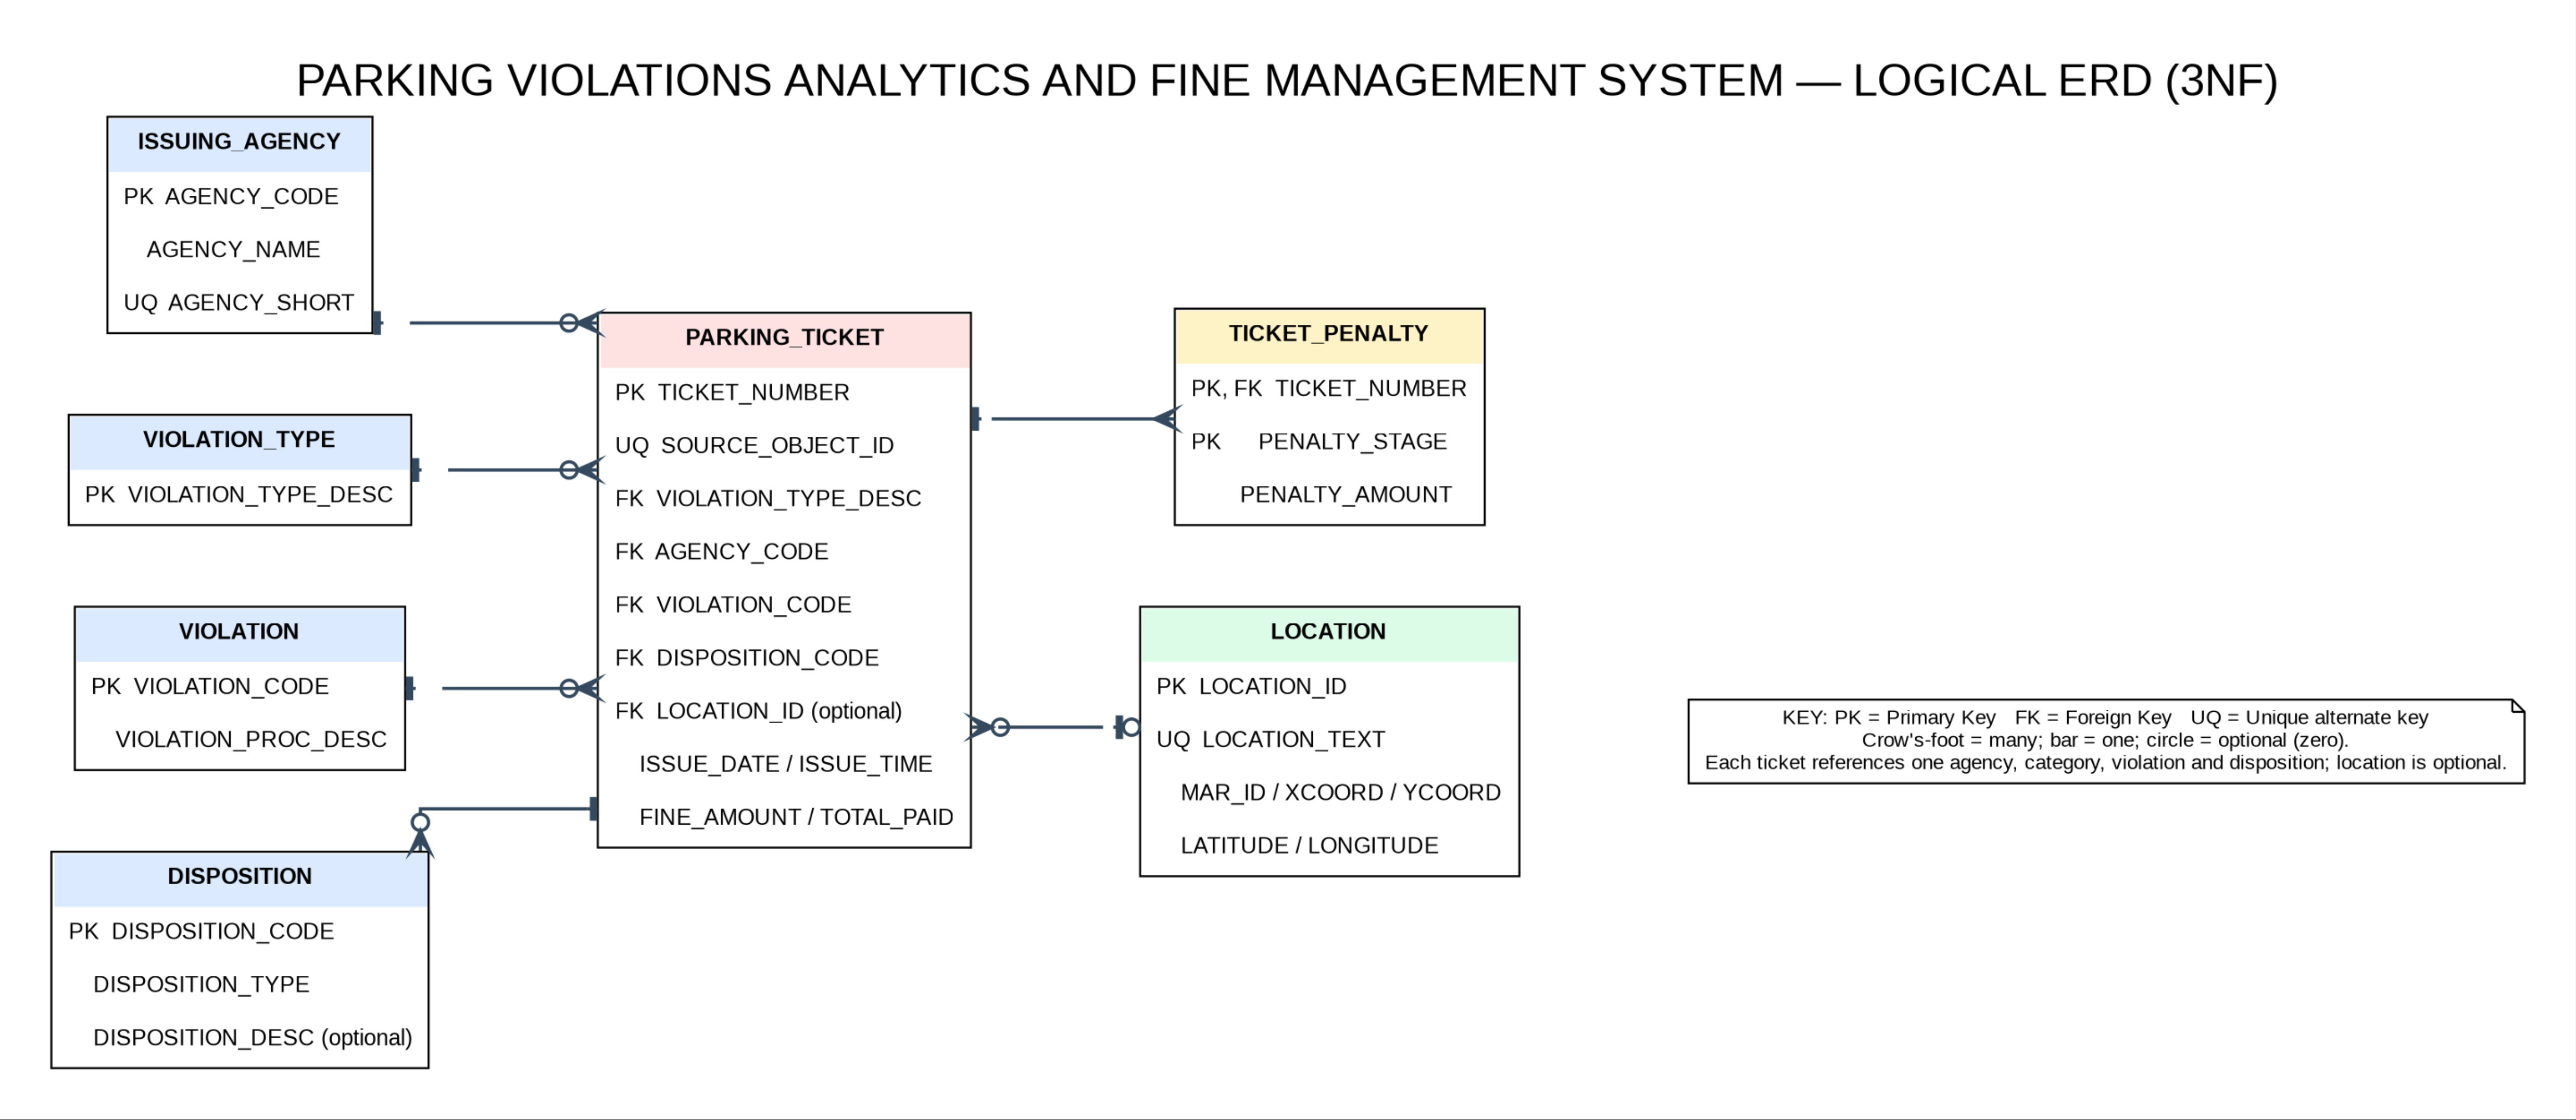 PARKING VIOLATIONS ANALYTICS AND FINE MANAGEMENT SYSTEM — LOGICAL ERD (3NF)
ISSUING_AGENCY
PK AGENCY_CODE
AGENCY_NAME
UQ AGENCY_SHORT
VIOLATION_TYPE
PK VIOLATION_TYPE_DESC
VIOLATION
PK VIOLATION_CODE
VIOLATION_PROC_DESC
DISPOSITION
PK DISPOSITION_CODE
DISPOSITION_TYPE
DISPOSITION_DESC (optional)
PARKING_TICKET
PK TICKET_NUMBER
UQ SOURCE_OBJECT_ID
FK VIOLATION_TYPE_DESC
FK AGENCY_CODE
FK VIOLATION_CODE
FK DISPOSITION_CODE
FK LOCATION_ID (optional)
ISSUE_DATE / ISSUE_TIME
FINE_AMOUNT / TOTAL_PAID
TICKET_PENALTY
PK, FK TICKET_NUMBER
PK PENALTY_STAGE
PENALTY_AMOUNT
LOCATION
PK LOCATION_ID
UQ LOCATION_TEXT
MAR_ID / XCOORD / YCOORD
LATITUDE / LONGITUDE
KEY: PK = Primary Key FK = Foreign Key UQ = Unique alternate key
Crow's-foot = many; bar = one; circle = optional (zero).
Each ticket references one agency, category, violation and disposition; location is optional.